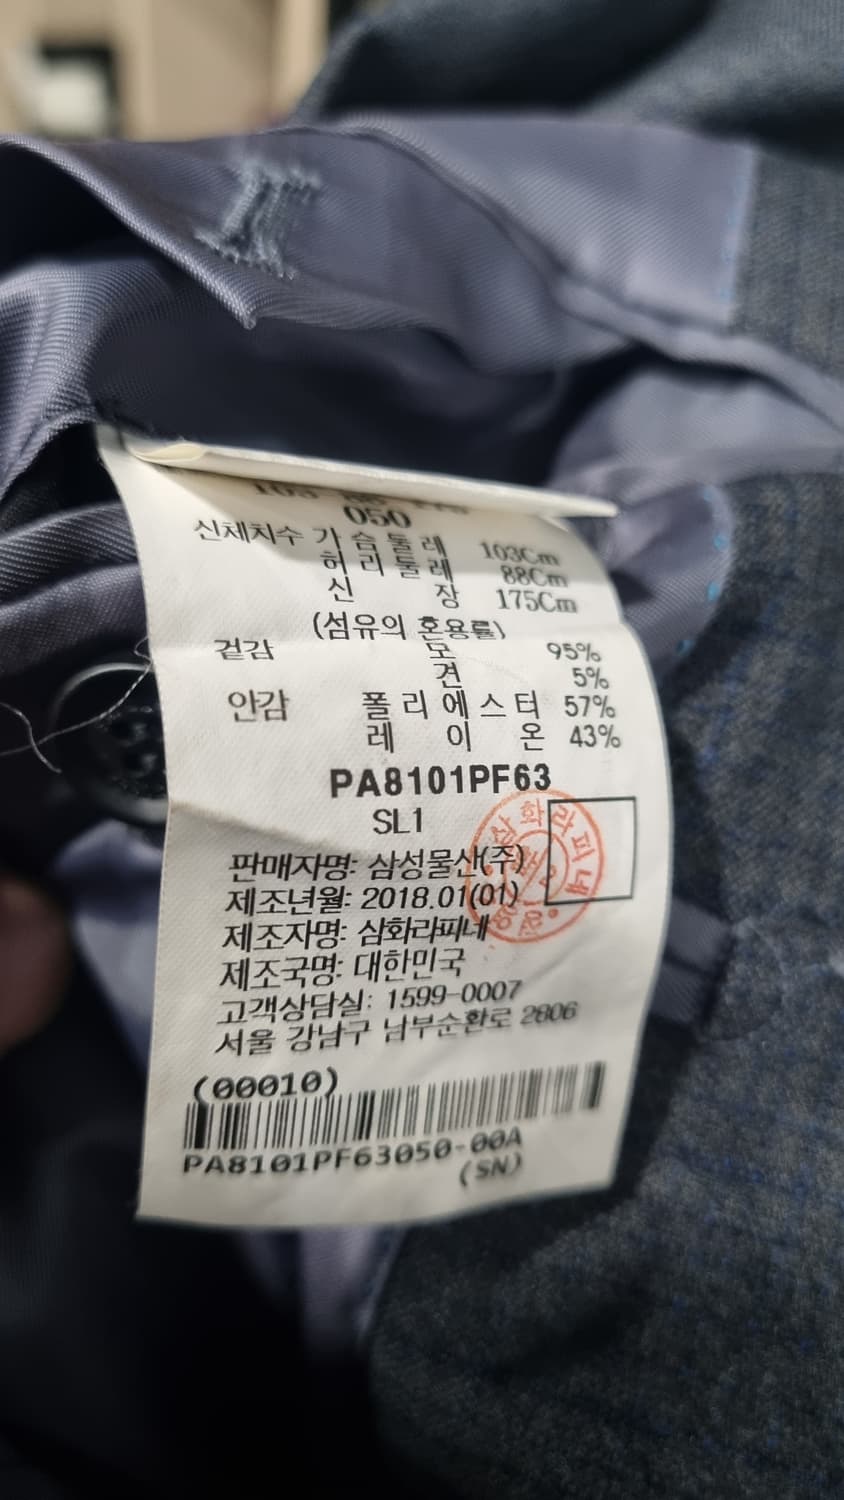 050
신체치수 가슴둘레 103Cm
허리둘레 88Cm
신 장 175Cm
(섬유의 혼용률)
겉감 모 95%
견 5%
안감 폴리에스터 57%
레 이 온 43%
PA8101PF63
SL1
판매자명: 삼성물산(주)
제조년월: 2018.01(01)
제조자명: 삼화라피네
제조국명: 대한민국
고객상담실: 1599-0007
서울 강남구 남부순환로 2806
(00010)
PA8101PF63050-00A
(SN)
삼화라피네